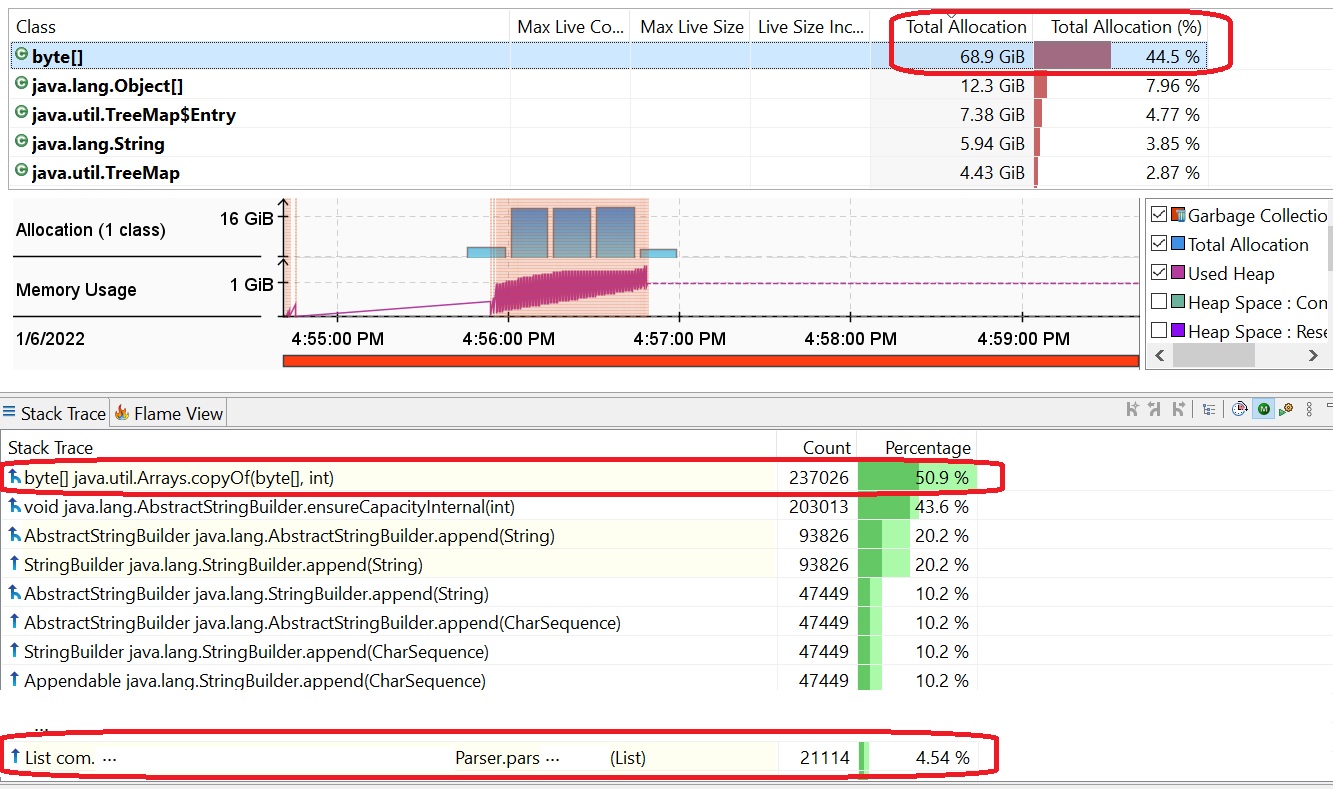 Class Max Live Co... Max Live Size Live Size Inc... Total Allocation Total Allocation (%)
byte[] 68.9 GiB 44.5 %
java.lang.Object[] 12.3 GiB 7.96 %
java.util.TreeMap$Entry 7.38 GiB 4.77 %
java.lang.String 5.94 GiB 3.85 %
java.util.TreeMap 4.43 GiB 2.87 %
Allocation (1 class) 16 GiB
Memory Usage 1 GiB
1/6/2022 4:55:00 PM 4:56:00 PM 4:57:00 PM 4:58:00 PM 4:59:00 PM
Garbage Collectio
Total Allocation
Used Heap
Heap Space : Con
Heap Space : Rese
Stack Trace Flame View
Stack Trace Count Percentage
byte[] java.util.Arrays.copyOf(byte[], int) 237026 50.9 %
void java.lang.AbstractStringBuilder.ensureCapacityInternal(int) 203013 43.6 %
AbstractStringBuilder java.lang.AbstractStringBuilder.append(String) 93826 20.2 %
StringBuilder java.lang.StringBuilder.append(String) 93826 20.2 %
AbstractStringBuilder java.lang.StringBuilder.append(String) 47449 10.2 %
AbstractStringBuilder java.lang.AbstractStringBuilder.append(CharSequence) 47449 10.2 %
StringBuilder java.lang.StringBuilder.append(CharSequence) 47449 10.2 %
Appendable java.lang.StringBuilder.append(CharSequence) 47449 10.2 %
...
List com. ... Parser.pars ... (List) 21114 4.54 %